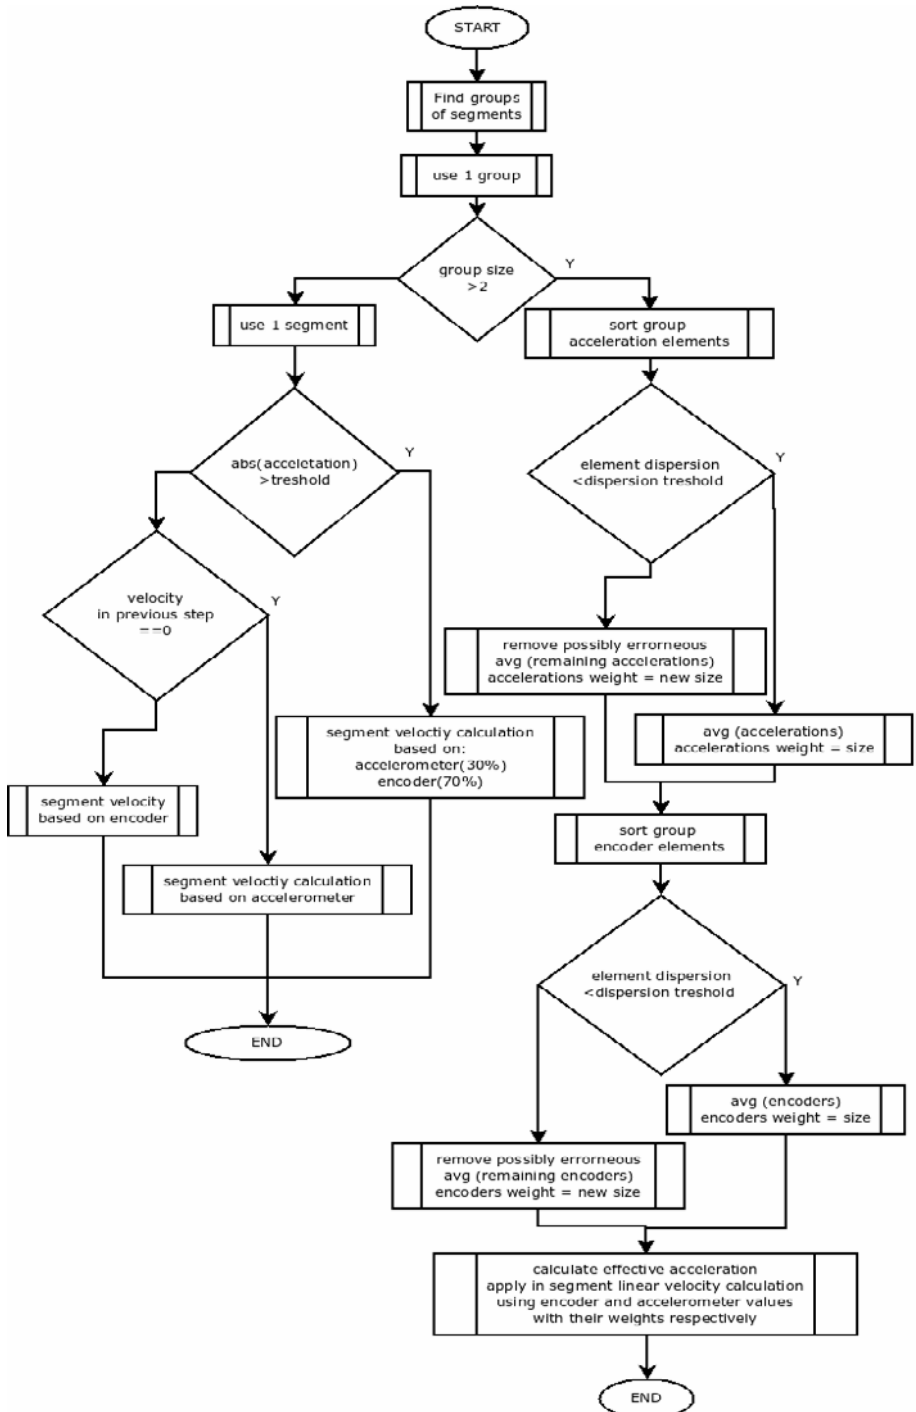 START
Find groups
of segments
use 1 group
group size
>2
Y
use 1 segment
sort group
acceleration elements
abs(acceletation)
>treshold
Y
element dispersion
<dispersion treshold
Y
velocity
in previous step
==0
Y
remove possibly errorneous
avg (remaining accelerations)
accelerations weight = new size
segment veloctiy calculation
based on:
accelerometer(30%)
encoder(70%)
avg (accelerations)
accelerations weight = size
segment velocity
based on encoder
sort group
encoder elements
segment veloctiy calculation
based on accelerometer
element dispersion
<dispersion treshold
Y
END
avg (encoders)
encoders weight = size
remove possibly errorneous
avg (remaining encoders)
encoders weight = new size
calculate effective acceleration
apply in segment linear velocity calculation
using encoder and accelerometer values
with their weights respectively
END